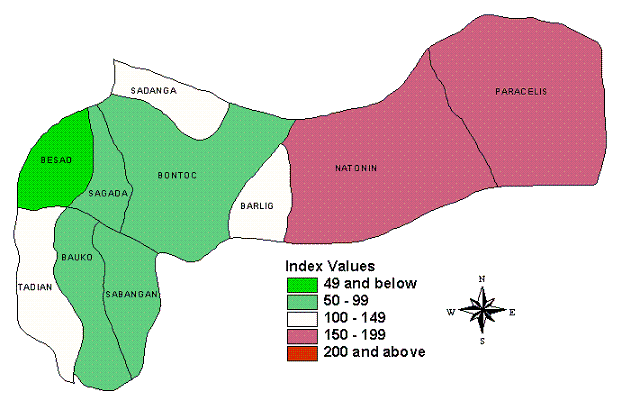 SADANGA
PARACELIS
BESAO
BONTOC
NATONIN
SAGADA
BARLIG
BAUKO
TADIAN
SABANGAN
Index Values
49 and below
50 - 99
100 - 149
150 - 199
200 and above
N
W E
S